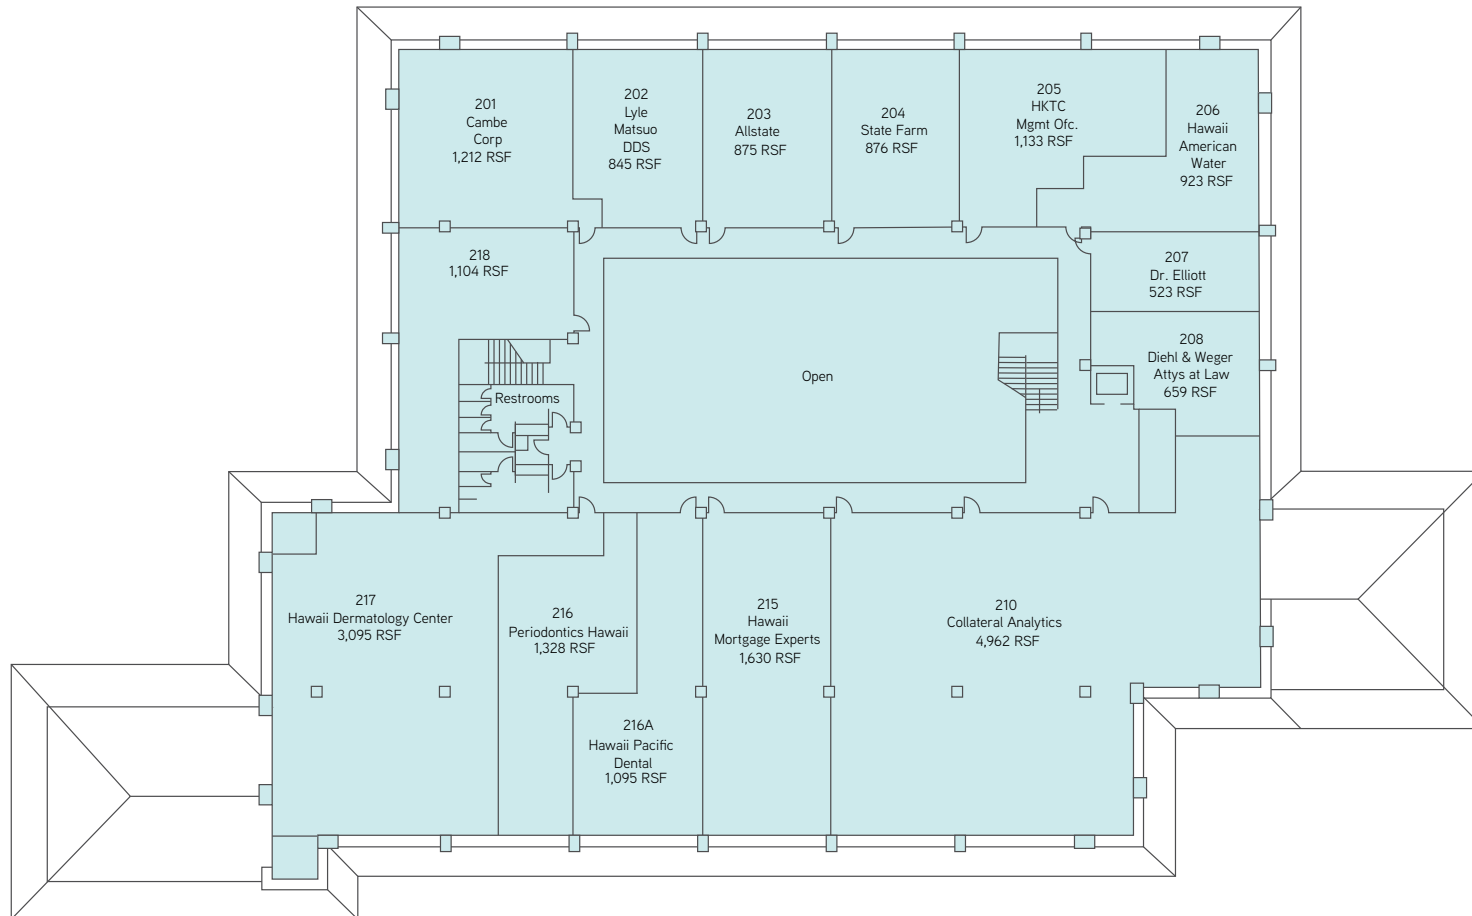 201
Cambe
Corp
1,212 RSF
202
Lyle
Matsuo
DDS
845 RSF
203
Allstate
875 RSF
204
State Farm
876 RSF
205
HKTC
Mgmt Ofc.
1,133 RSF
206
Hawaii
American
Water
923 RSF
218
1,104 RSF
207
Dr. Elliott
523 RSF
208
Diehl & Weger
Attys at Law
659 RSF
Open
Restrooms
217
Hawaii Dermatology Center
3,095 RSF
216
Periodontics Hawaii
1,328 RSF
215
Hawaii
Mortgage Experts
1,630 RSF
210
Collateral Analytics
4,962 RSF
216A
Hawaii Pacific
Dental
1,095 RSF